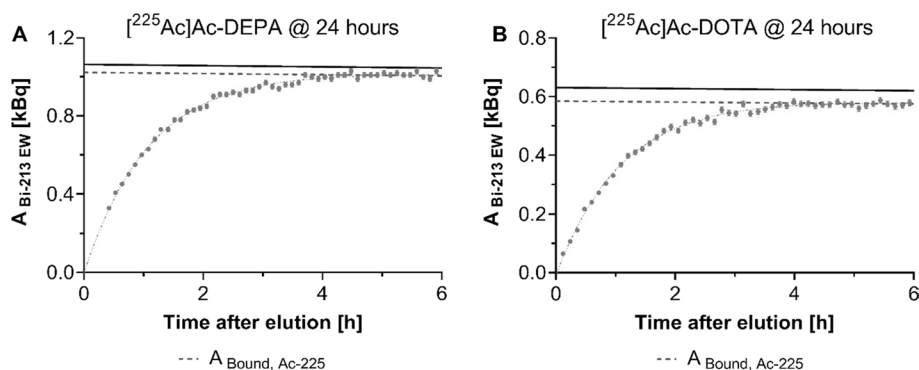 A
[²²⁵Ac]Ac-DEPA @ 24 hours
A Bi-213 EW [kBq]
1.2
0.8
0.4
0.0
0 2 4 6
Time after elution [h]
A Bound, Ac-225
B
[²²⁵Ac]Ac-DOTA @ 24 hours
A Bi-213 EW [kBq]
0.8
0.6
0.4
0.2
0.0
0 2 4 6
Time after elution [h]
A Bound, Ac-225